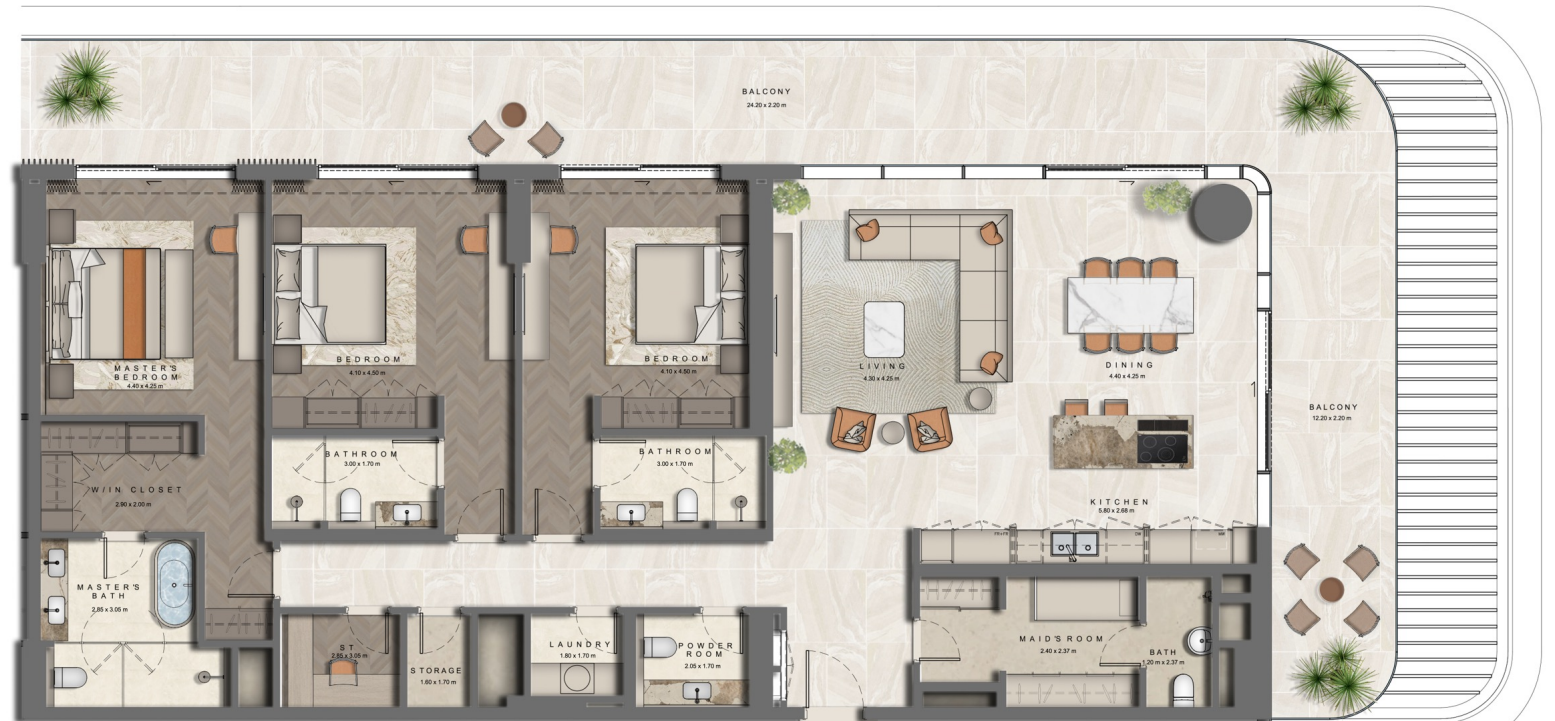 BALCONY
24.20 x 2.20 m
MASTER'S
BEDROOM
4.40 x 4.25 m
BEDROOM
4.10 x 4.50 m
BEDROOM
4.10 x 4.50 m
LIVING
4.30 x 4.25 m
DINING
4.40 x 4.25 m
BALCONY
12.20 x 2.20 m
W/IN CLOSET
2.90 x 2.00 m
BATHROOM
3.00 x 1.70 m
BATHROOM
3.00 x 1.70 m
KITCHEN
5.80 x 2.68 m
DW
MASTER'S
BATH
2.85 x 3.05 m
ST
2.85 x 3.05 m
STORAGE
1.60 x 1.70 m
LAUNDRY
1.80 x 1.70 m
POWDER
ROOM
2.05 x 1.70 m
MAID'S ROOM
2.40 x 2.37 m
BATH
1.20 m x 2.37 m